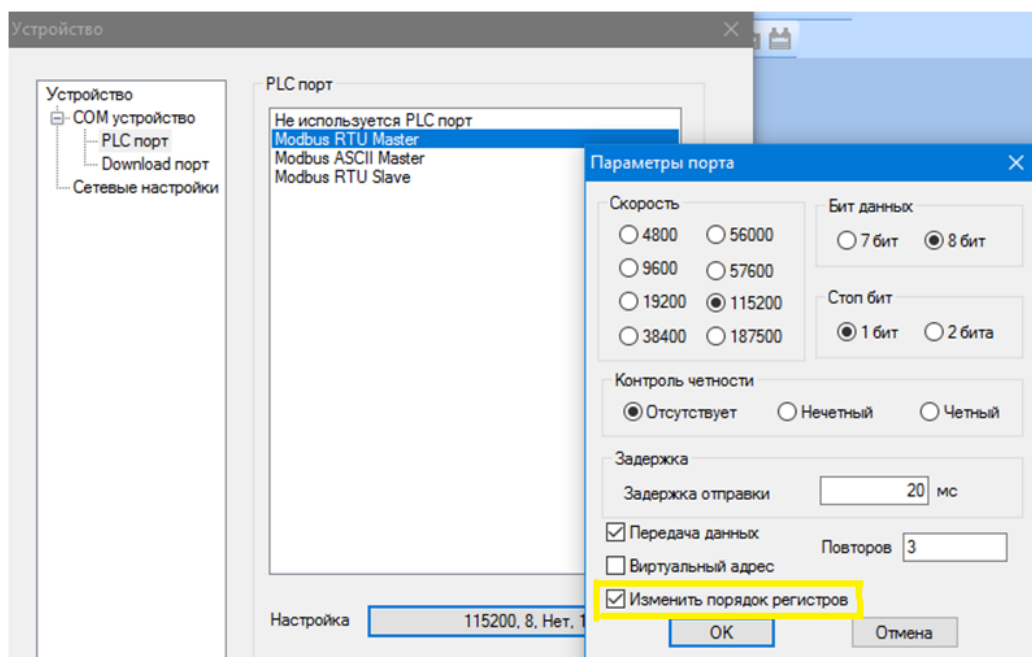 Устройство
Устройство
COM устройство
PLC порт
Download порт
Сетевые настройки
PLC порт
Не используется PLC порт
Modbus RTU Master
Modbus ASCII Master
Modbus RTU Slave
Настройка
115200, 8, Нет, 1
Параметры порта
Скорость
4800 56000
9600 57600
19200 115200
38400 187500
Бит данных
7 бит 8 бит
Стоп бит
1 бит 2 бита
Контроль четности
Отсутствует Нечетный Четный
Задержка
Задержка отправки 20 мс
Передача данных
Повторов 3
Виртуальный адрес
Изменить порядок регистров
OK Отмена